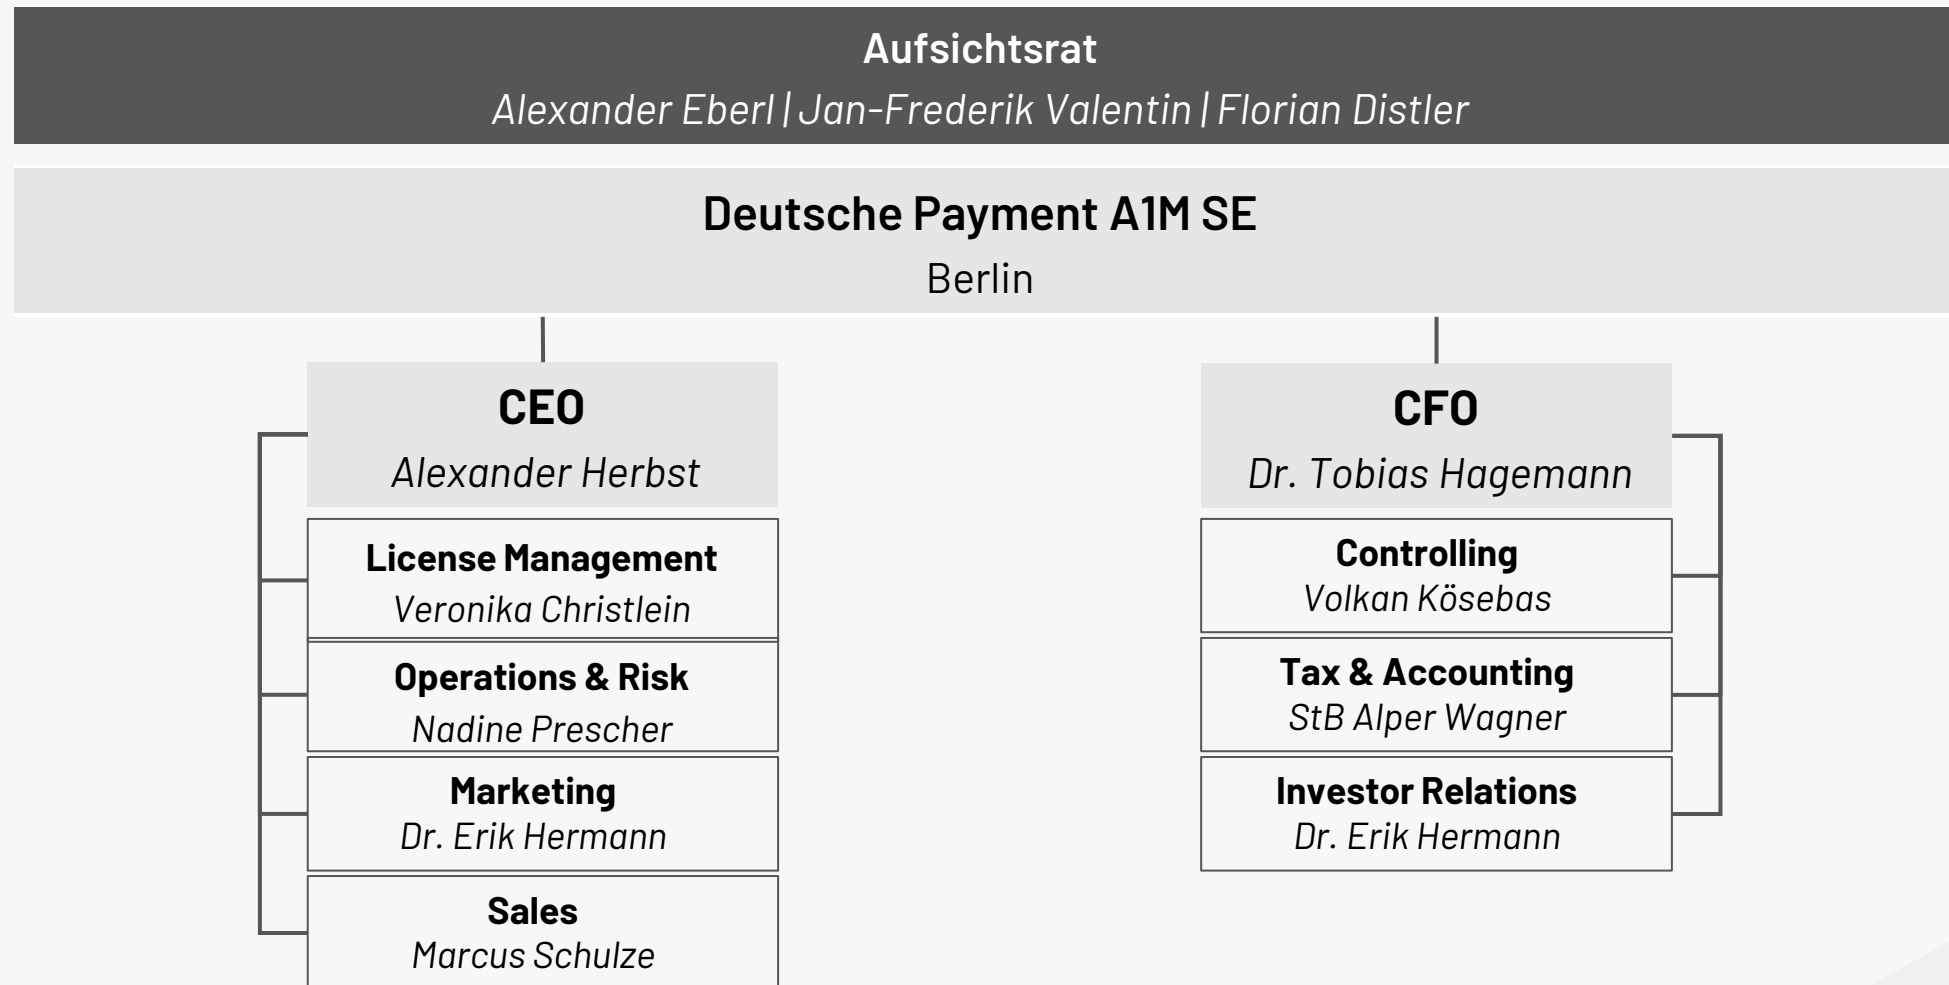 Aufsichtsrat
Alexander Eberl | Jan-Frederik Valentin | Florian Distler
Deutsche Payment A1M SE
Berlin
CEO
Alexander Herbst
License Management
Veronika Christlein
Operations & Risk
Nadine Prescher
Marketing
Dr. Erik Hermann
Sales
Marcus Schulze
CFO
Dr. Tobias Hagemann
Controlling
Volkan Kösebas
Tax & Accounting
StB Alper Wagner
Investor Relations
Dr. Erik Hermann